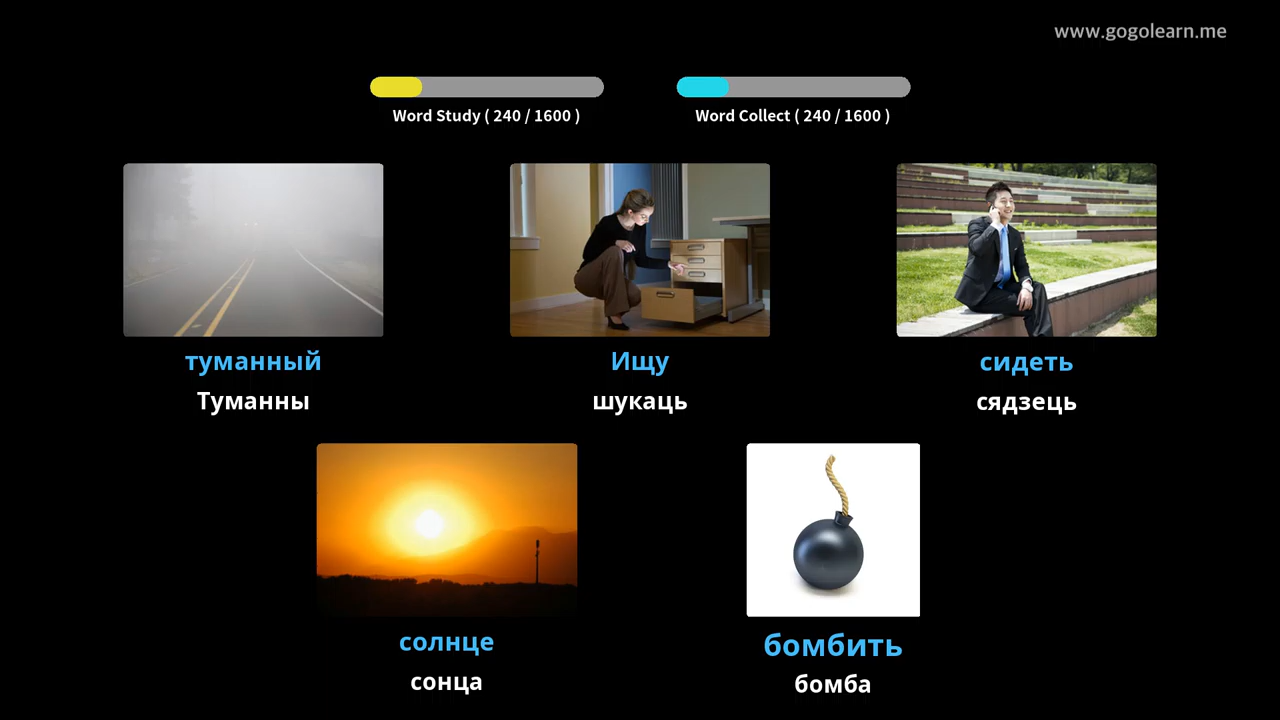 www.gogolearn.me
Word Study ( 240 / 1600 )
Word Collect ( 240 / 1600 )
туманный
Туманны
Ищу
шукаць
сидеть
сядзець
солнце
сонца
бомбить
бомба